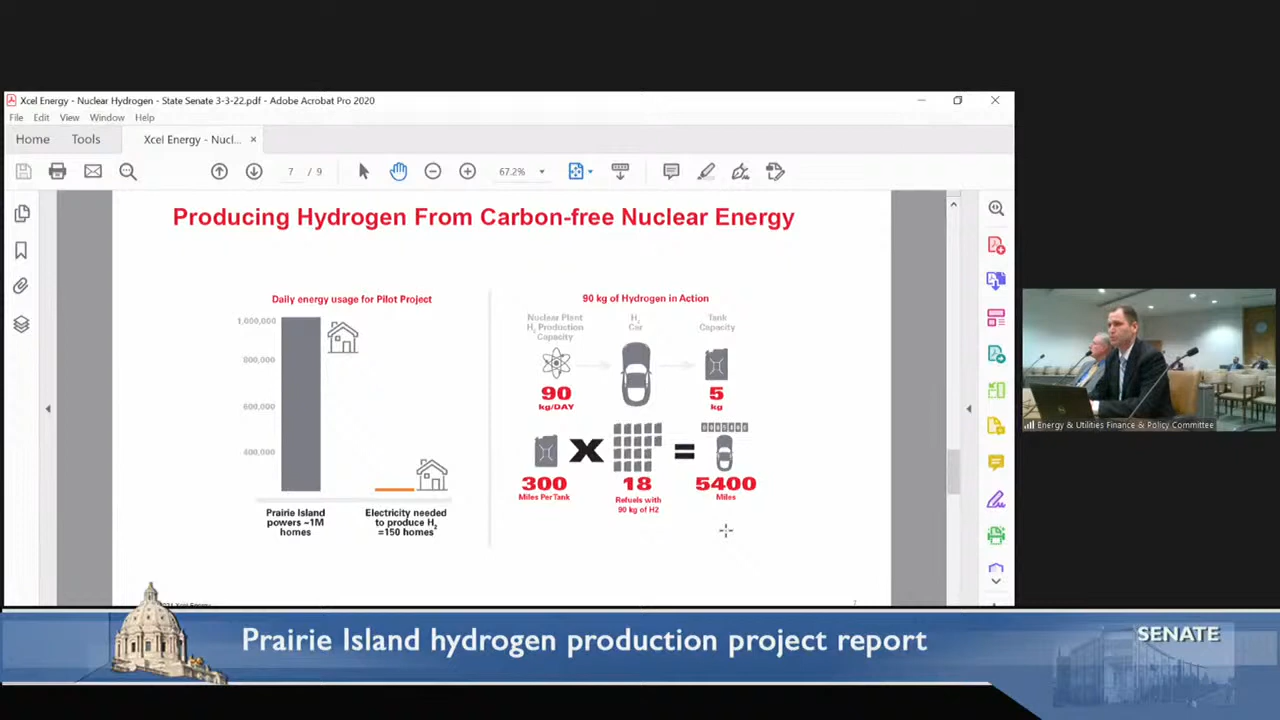 Xcel Energy - Nuclear Hydrogen - State Senate 3-3-22.pdf - Adobe Acrobat Pro 2020
File Edit View Window Help
Home Tools Xcel Energy - Nucl...
7 / 9 67.2%
Producing Hydrogen From Carbon-free Nuclear Energy
Daily energy usage for Pilot Project
1,000,000
800,000
600,000
400,000
Prairie Island
powers ~1M
homes
Electricity needed
to produce H2
=150 homes
90 kg of Hydrogen in Action
Nuclear Plant
H2 Production
Capacity
H2
Car
Tank
Capacity
90
kg/DAY
5
kg
X
=
300
Miles Per Tank
18
Refuels with
90 kg of H2
5400
Miles
Xcel Energy
7
Energy & Utilities Finance & Policy Committee
Prairie Island hydrogen production project report
SENATE